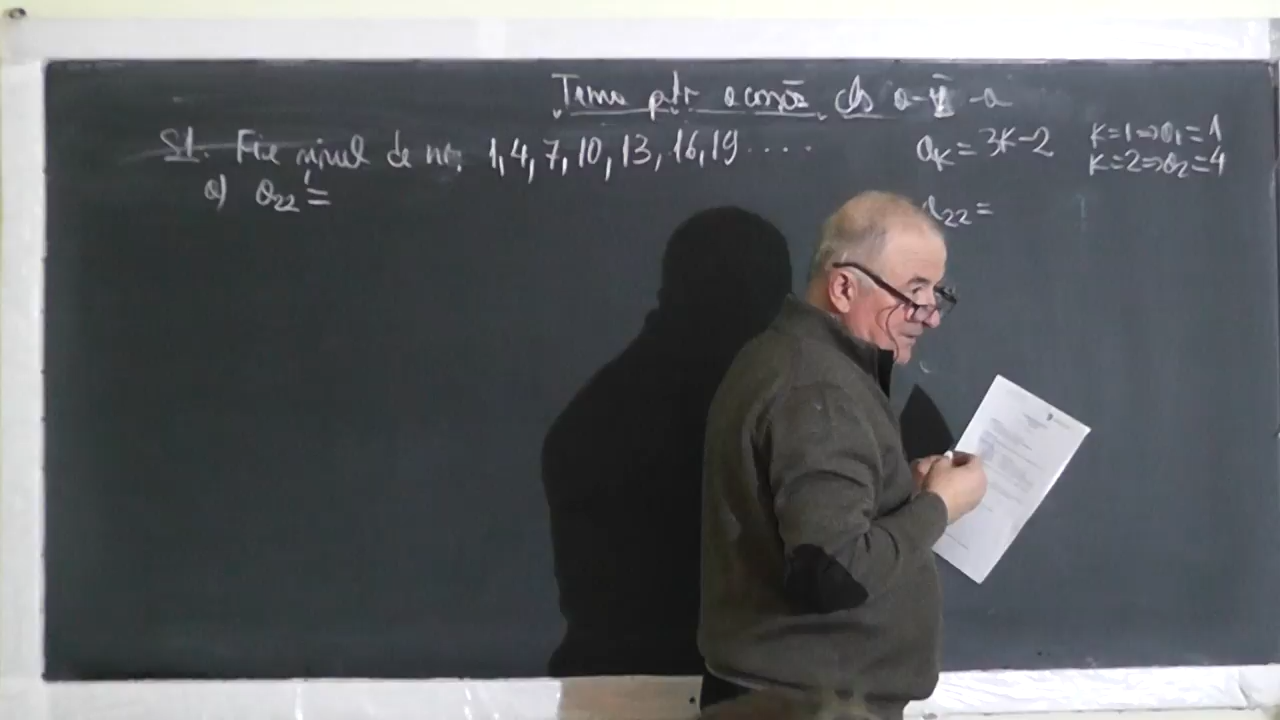 Tema ptr acasă cls a-V-a
S1. Fie șirul de nr: 1,4,7,10,13,16,19....
a) a22=
aK=3K-2
K=1⇒a1=1
K=2⇒a2=4
a22=